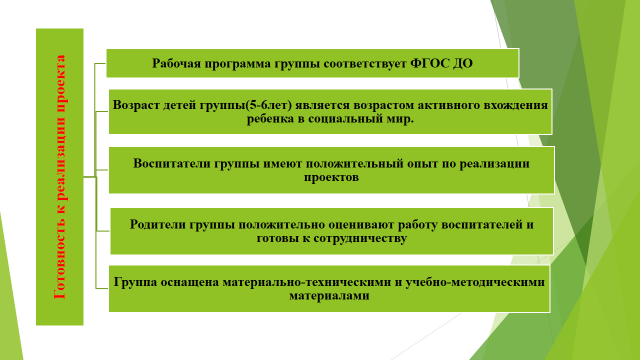 Готовность к реализации проекта
Рабочая программа группы соответствует ФГОС ДО
Возраст детей группы(5-6лет) является возрастом активного вхождения
ребенка в социальный мир.
Воспитатели группы имеют положительный опыт по реализации
проектов
Родители группы положительно оценивают работу воспитателей и
готовы к сотрудничеству
Группа оснащена материально-техническими и учебно-методическими
материалами